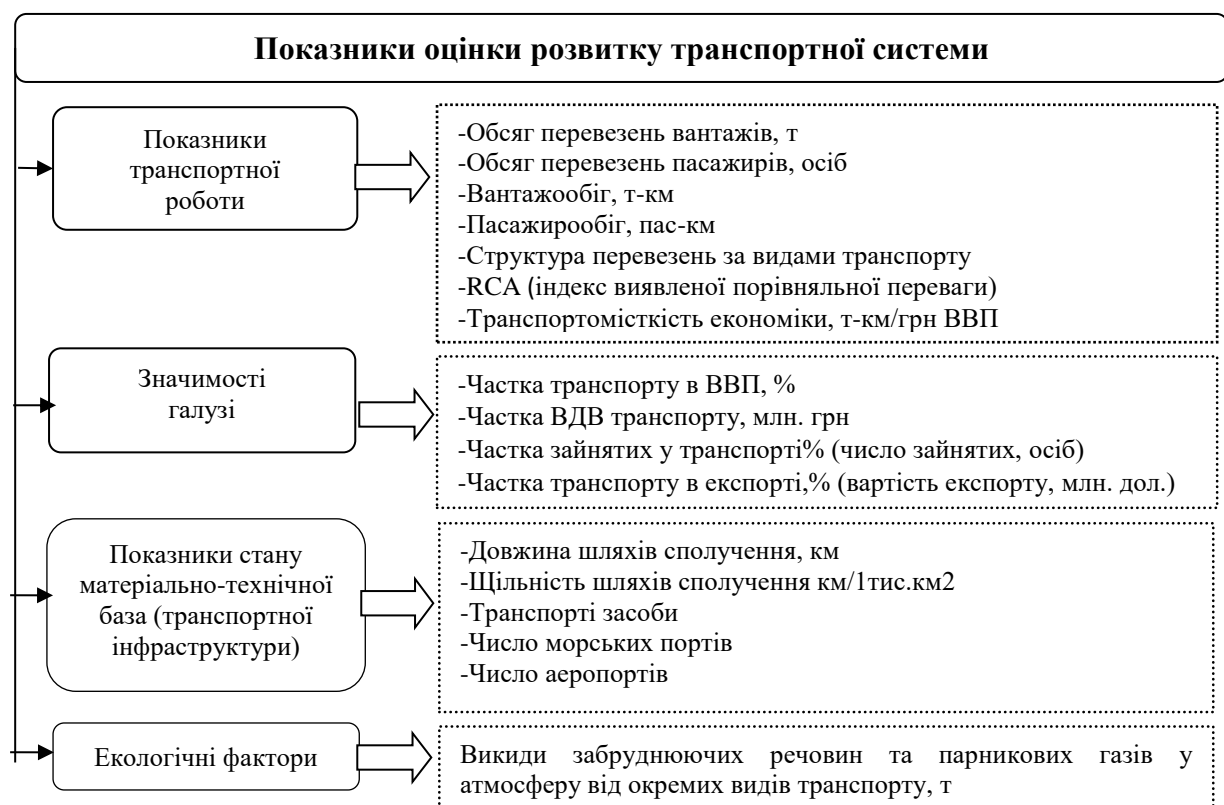 Показники оцінки розвитку транспортної системи
Показники
транспортної
роботи
-Обсяг перевезень вантажів, т
-Обсяг перевезень пасажирів, осіб
-Вантажообіг, т-км
-Пасажирообіг, пас-км
-Структура перевезень за видами транспорту
-RCA (індекс виявленої порівняльної переваги)
-Транспортомісткість економіки, т-км/грн ВВП
Значимості
галузі
-Частка транспорту в ВВП, %
-Частка ВДВ транспорту, млн. грн
-Частка зайнятих у транспорті% (число зайнятих, осіб)
-Частка транспорту в експорті,% (вартість експорту, млн. дол.)
Показники стану
матеріально-технічної
база (транспортної
інфраструктури)
-Довжина шляхів сполучення, км
-Щільність шляхів сполучення км/1тис.км2
-Транспорті засоби
-Число морських портів
-Число аеропортів
Екологічні фактори
Викиди забруднюючих речовин та парникових газів у
атмосферу від окремих видів транспорту, т